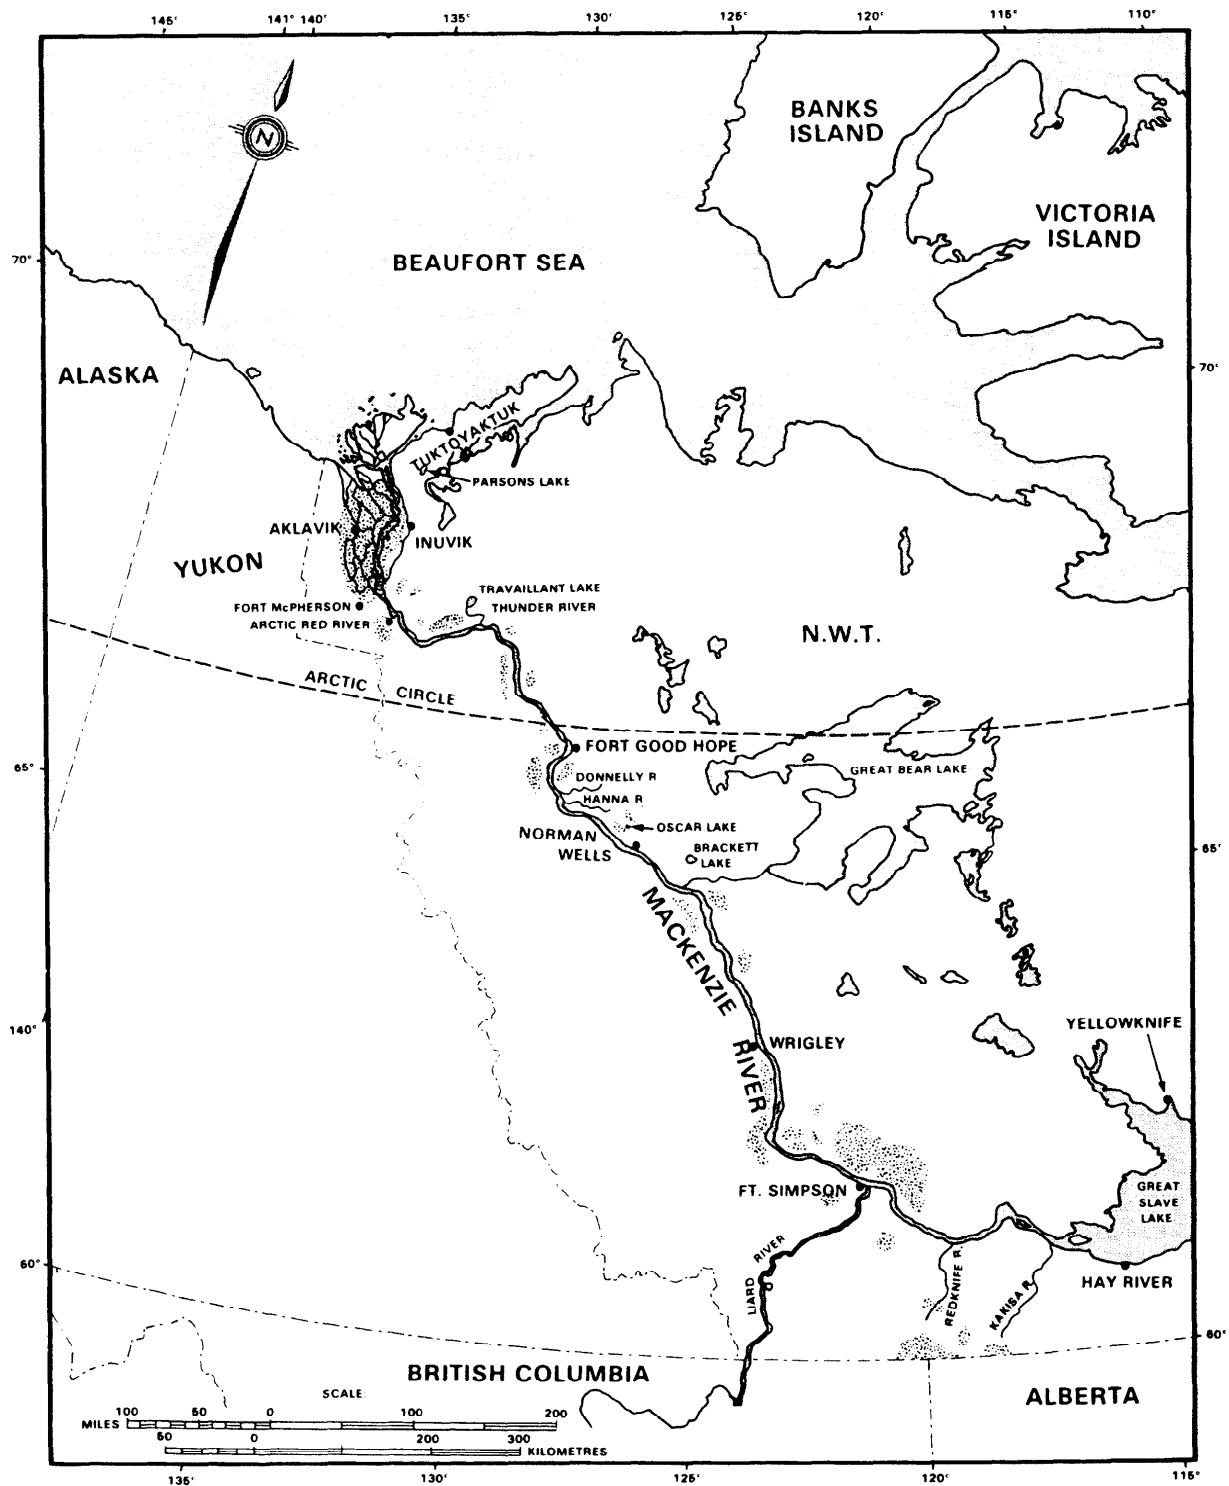 145° 141° 140° 135° 130° 125° 120° 115° 110°
N
BANKS
ISLAND
VICTORIA
ISLAND
BEAUFORT SEA
70°
70°
ALASKA
TUKTOYAKTUK
PARSONS LAKE
AKLAVIK
INUVIK
YUKON
TRAVAILLANT LAKE
THUNDER RIVER
FORT McPHERSON
ARCTIC RED RIVER
N.W.T.
ARCTIC CIRCLE
FORT GOOD HOPE
65°
GREAT BEAR LAKE
DONNELLY R
HANNA R
OSCAR LAKE
NORMAN
WELLS
BRACKETT
LAKE
65°
MACKENZIE
RIVER
140°
YELLOWKNIFE
WRIGLEY
FT. SIMPSON
GREAT
SLAVE
LAKE
60°
LIARD RIVER
REDKNIFE R.
KAKISA R.
HAY RIVER
60°
BRITISH COLUMBIA
ALBERTA
SCALE:
100 50 0 100 200
MILES
50 0 200 300
KILOMETRES
135° 130° 125° 120° 115°